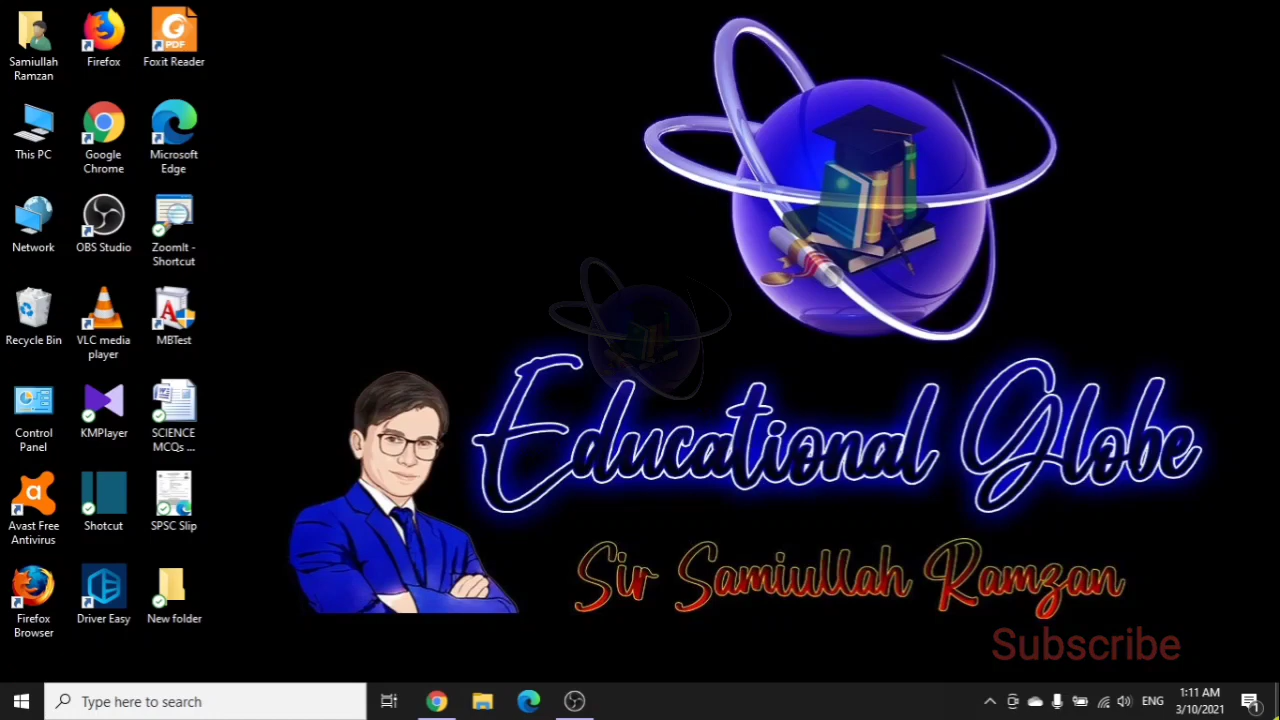 Samiullah
Ramzan
Firefox
Foxit Reader
PDF
This PC
Google
Chrome
Microsoft
Edge
Network
OBS Studio
ZoomIt -
Shortcut
Recycle Bin
VLC media
player
MBTest
Control
Panel
KMPlayer
SCIENCE
MCQs ...
Avast Free
Antivirus
Shotcut
SPSC Slip
Firefox
Browser
Driver Easy
New folder
Educational Globe
Sir Samiullah Ramzan
Subscribe
Type here to search
ENG
1:11 AM
3/10/2021
1